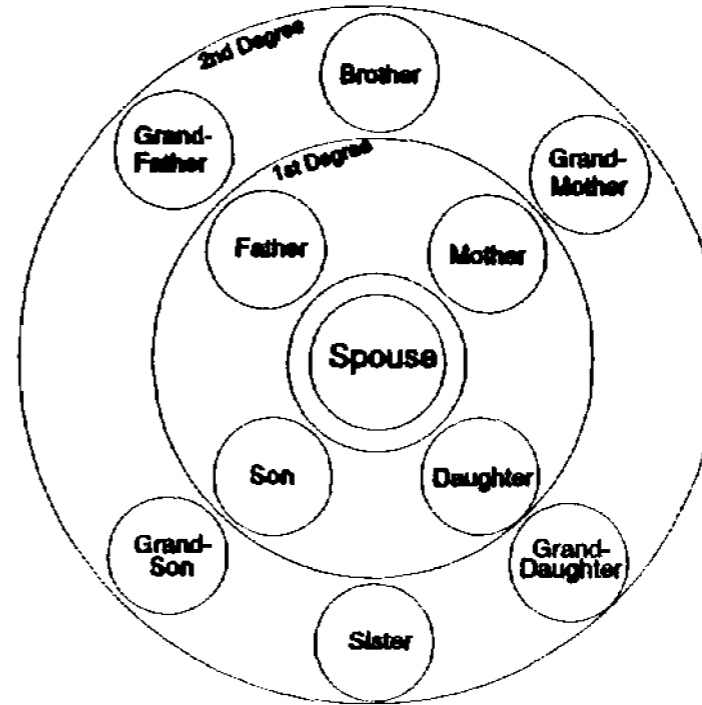 2nd Degree
Brother
Grand-
Father
Grand-
Mother
1st Degree
Father
Mother
Spouse
Son
Daughter
Grand-
Son
Grand-
Daughter
Sister